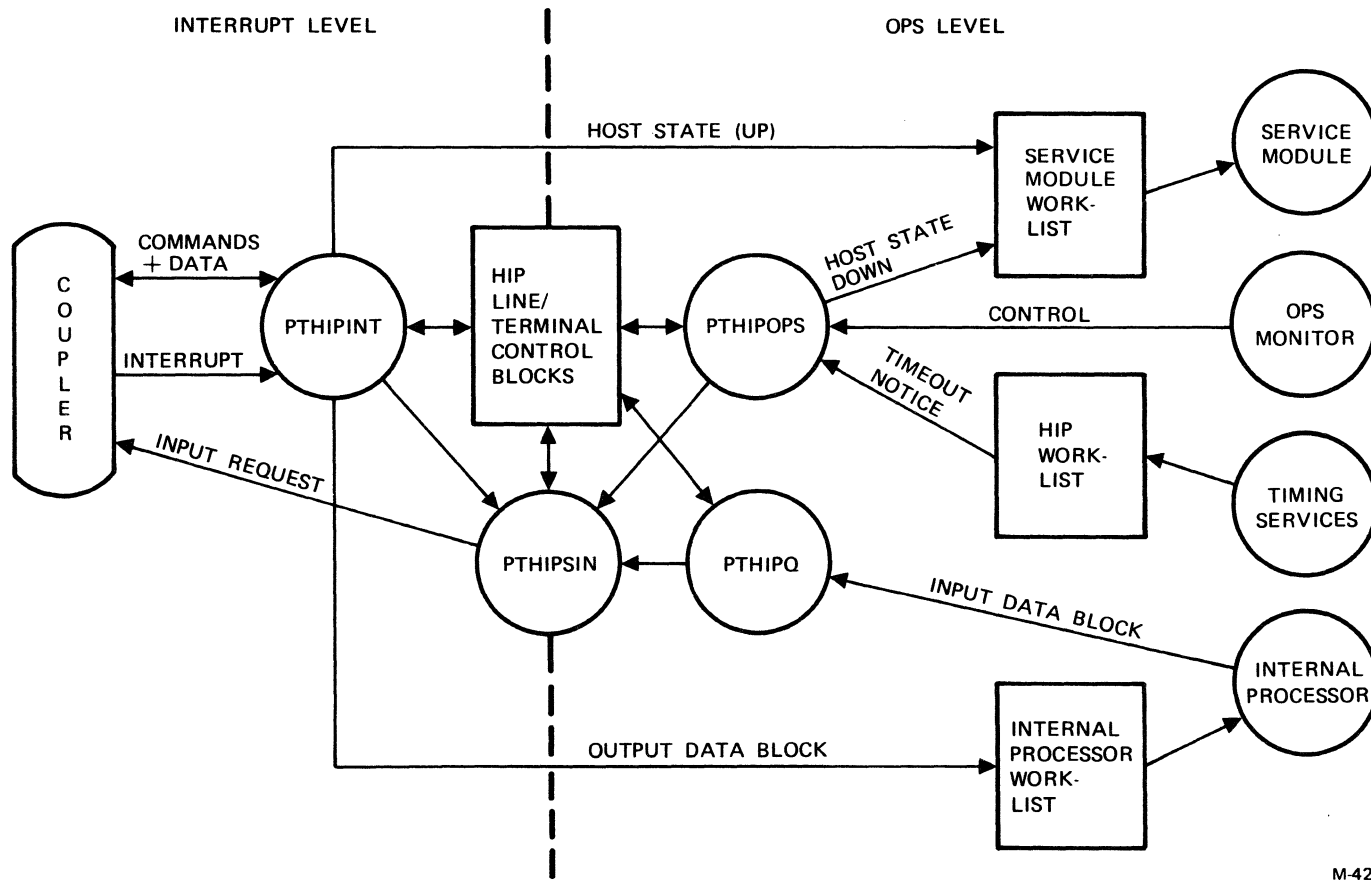 INTERRUPT LEVEL
OPS LEVEL
HOST STATE (UP)
SERVICE
MODULE
WORK-
LIST
SERVICE
MODULE
COMMANDS
+ DATA
COUPLER
INTERRUPT
INPUT REQUEST
PTHIPINT
HIP
LINE/
TERMINAL
CONTROL
BLOCKS
PTHIPOPS
HOST STATE
DOWN
CONTROL
OPS
MONITOR
TIMEOUT
NOTICE
HIP
WORK-
LIST
TIMING
SERVICES
PTHIPSIN
PTHIPQ
INPUT DATA BLOCK
INTERNAL
PROCESSOR
OUTPUT DATA BLOCK
INTERNAL
PROCESSOR
WORK-
LIST
M-42